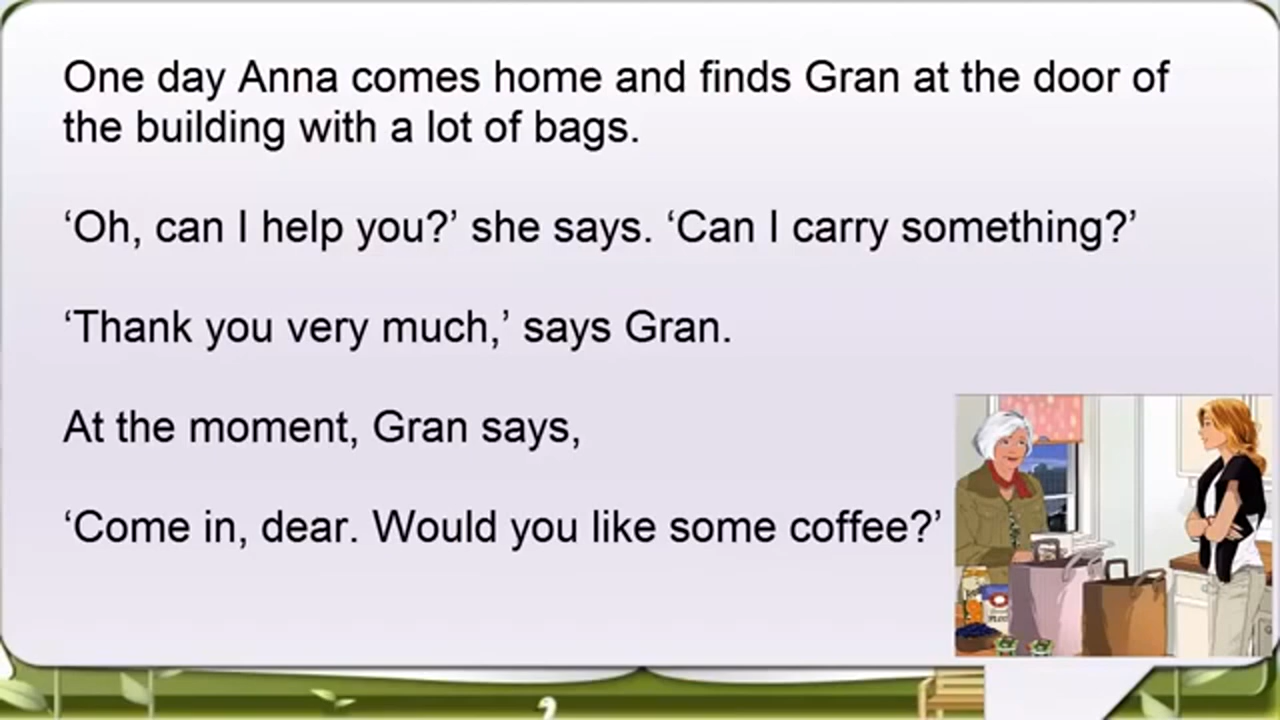 One day Anna comes home and finds Gran at the door of
the building with a lot of bags.
‘Oh, can I help you?’ she says. ‘Can I carry something?’
‘Thank you very much,’ says Gran.
At the moment, Gran says,
‘Come in, dear. Would you like some coffee?’